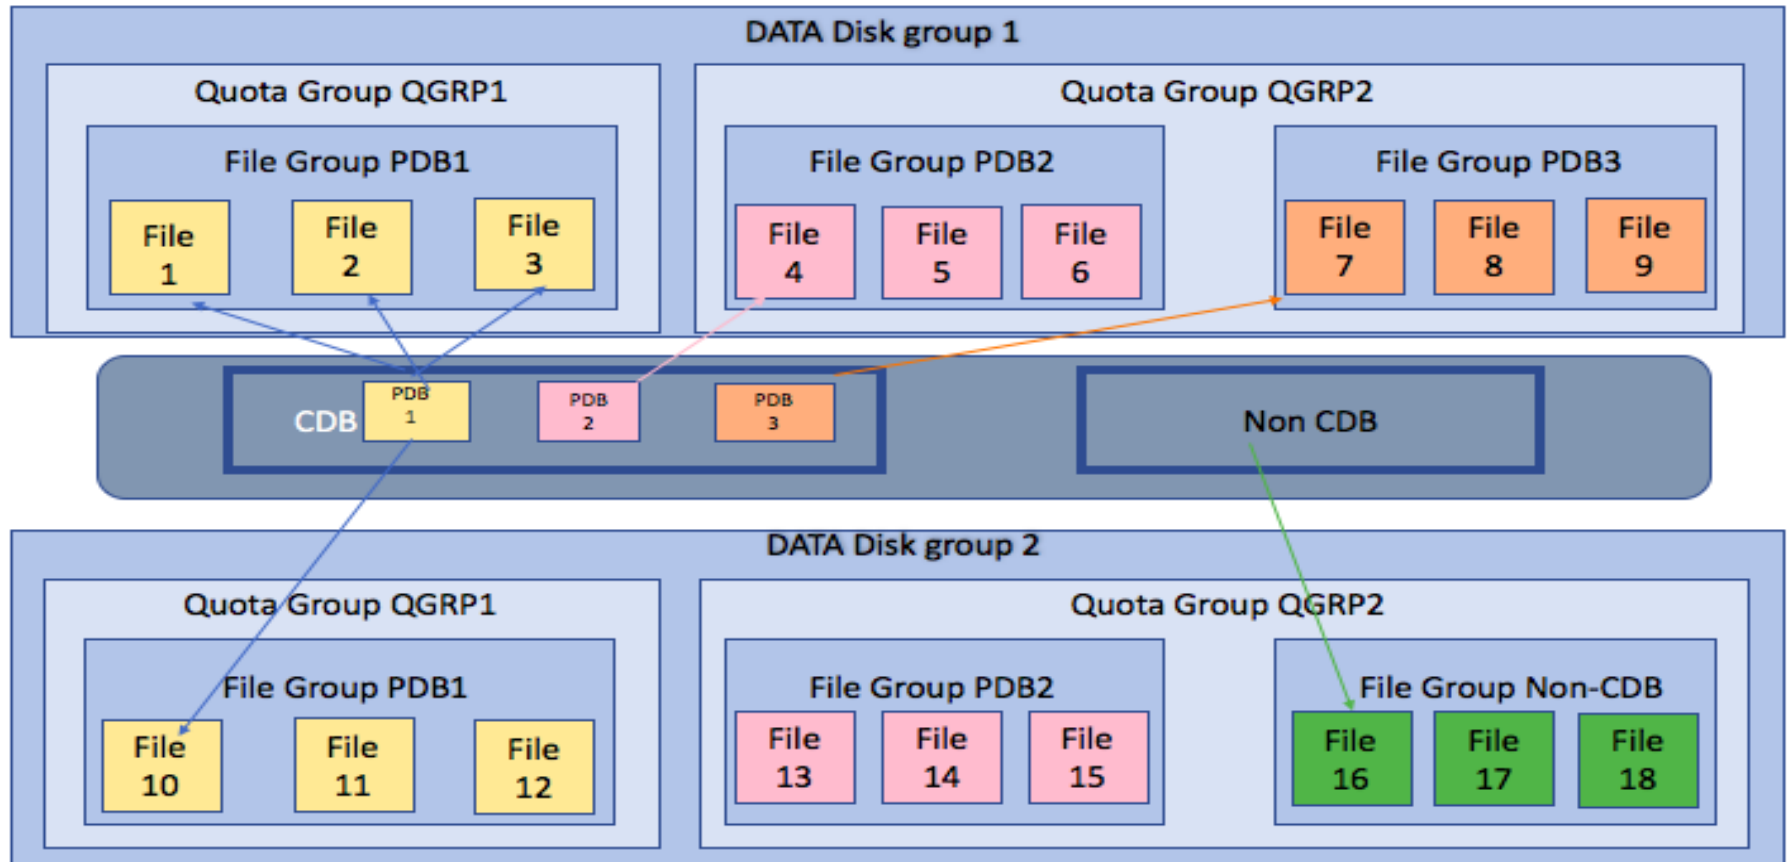 DATA Disk group 1
Quota Group QGRP1
Quota Group QGRP2
File Group PDB1
File Group PDB2
File Group PDB3
File
1
File
2
File
3
File
4
File
5
File
6
File
7
File
8
File
9
CDB
PDB
1
PDB
2
PDB
3
Non CDB
DATA Disk group 2
Quota Group QGRP1
Quota Group QGRP2
File Group PDB1
File Group PDB2
File Group Non-CDB
File
10
File
11
File
12
File
13
File
14
File
15
File
16
File
17
File
18